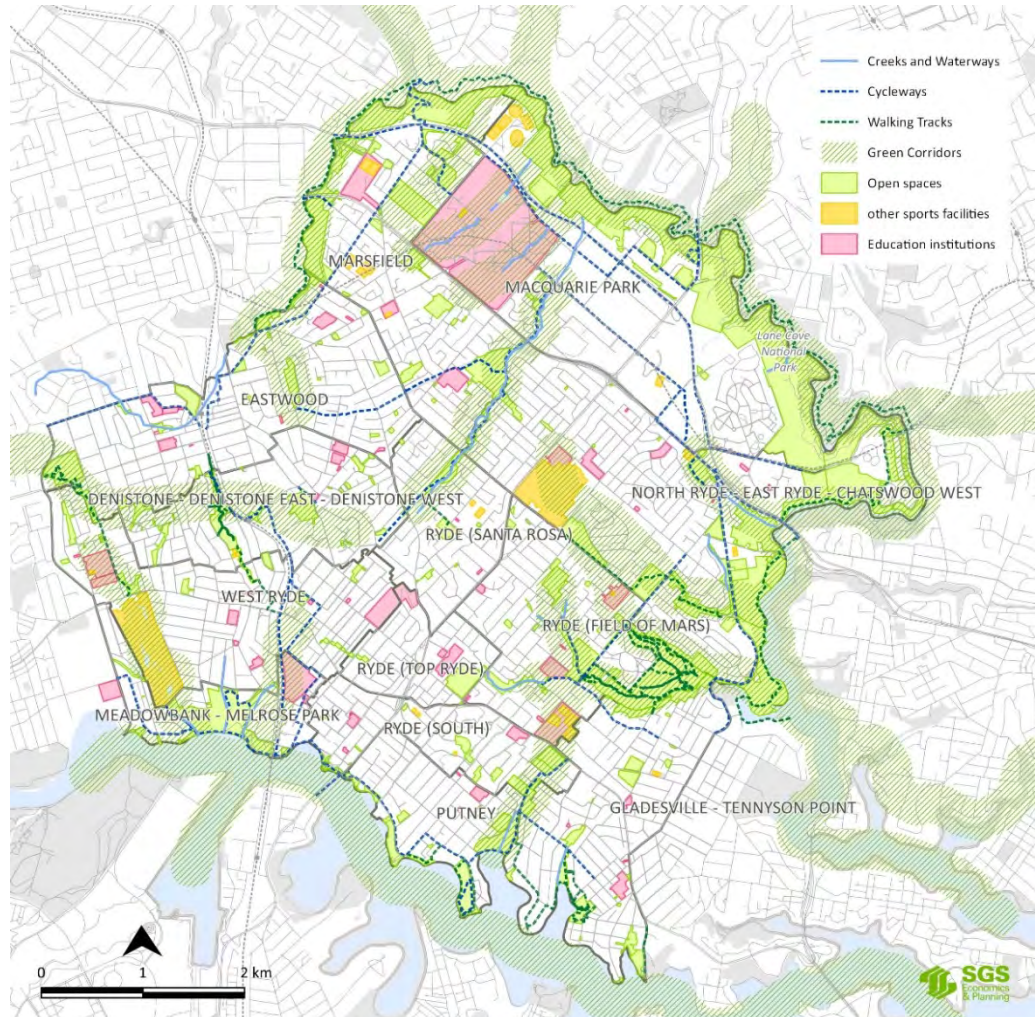 Creeks and Waterways
Cycleways
Walking Tracks
Green Corridors
Open spaces
other sports facilities
Education institutions
MARSFIELD
MACQUARIE PARK
Lane Cove
National
Park
EASTWOOD
DENISTONE - DENISTONE EAST - DENISTONE WEST
NORTH RYDE - EAST RYDE - CHATSWOOD WEST
RYDE (SANTA ROSA)
WEST RYDE
RYDE (FIELD OF MARS)
RYDE (TOP RYDE)
MEADOWBANK - MELROSE PARK
RYDE (SOUTH)
PUTNEY
GLADESVILLE - TENNYSON POINT
0 1 2 km
SGS
Economics
& Planning